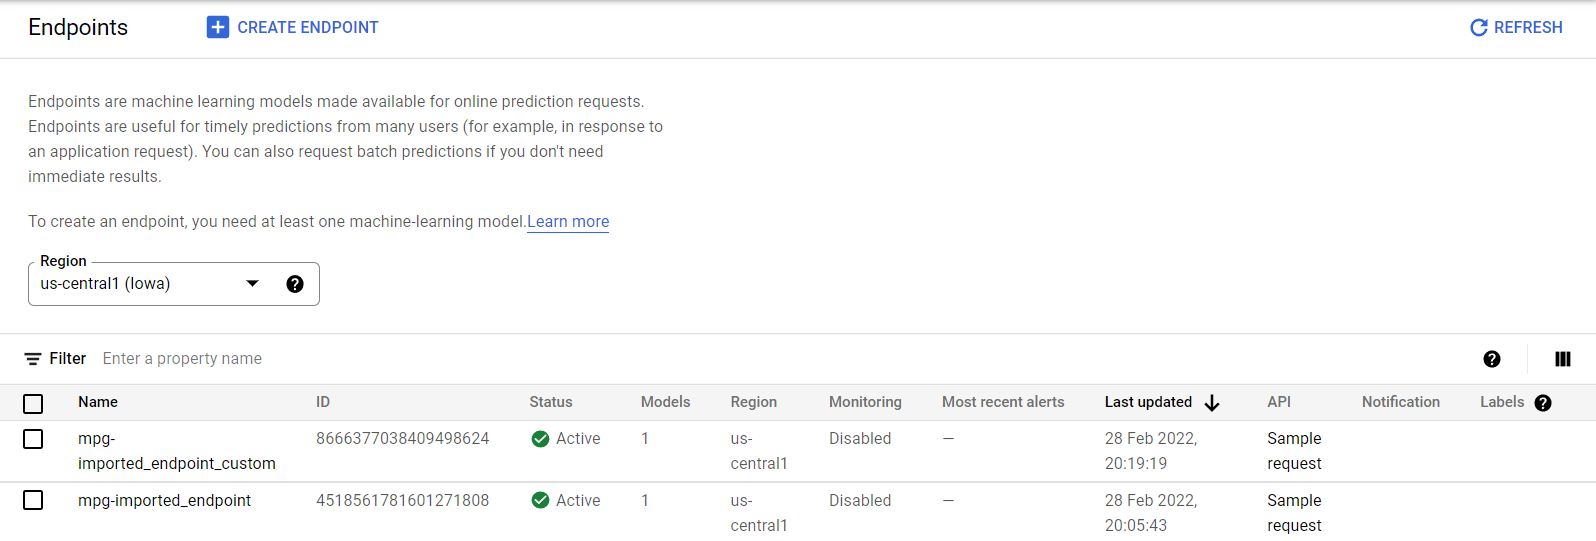 Endpoints
CREATE ENDPOINT
REFRESH
Endpoints are machine learning models made available for online prediction requests.
Endpoints are useful for timely predictions from many users (for example, in response to
an application request). You can also request batch predictions if you don't need
immediate results.
To create an endpoint, you need at least one machine-learning model.Learn more
Region
us-central1 (Iowa)
Filter Enter a property name
Name ID Status Models Region Monitoring Most recent alerts Last updated API Notification Labels
mpg- 8666377038409498624 Active 1 us- Disabled — 28 Feb 2022, Sample
imported_endpoint_custom central1 20:19:19 request
mpg-imported_endpoint 4518561781601271808 Active 1 us- Disabled — 28 Feb 2022, Sample
central1 20:05:43 request